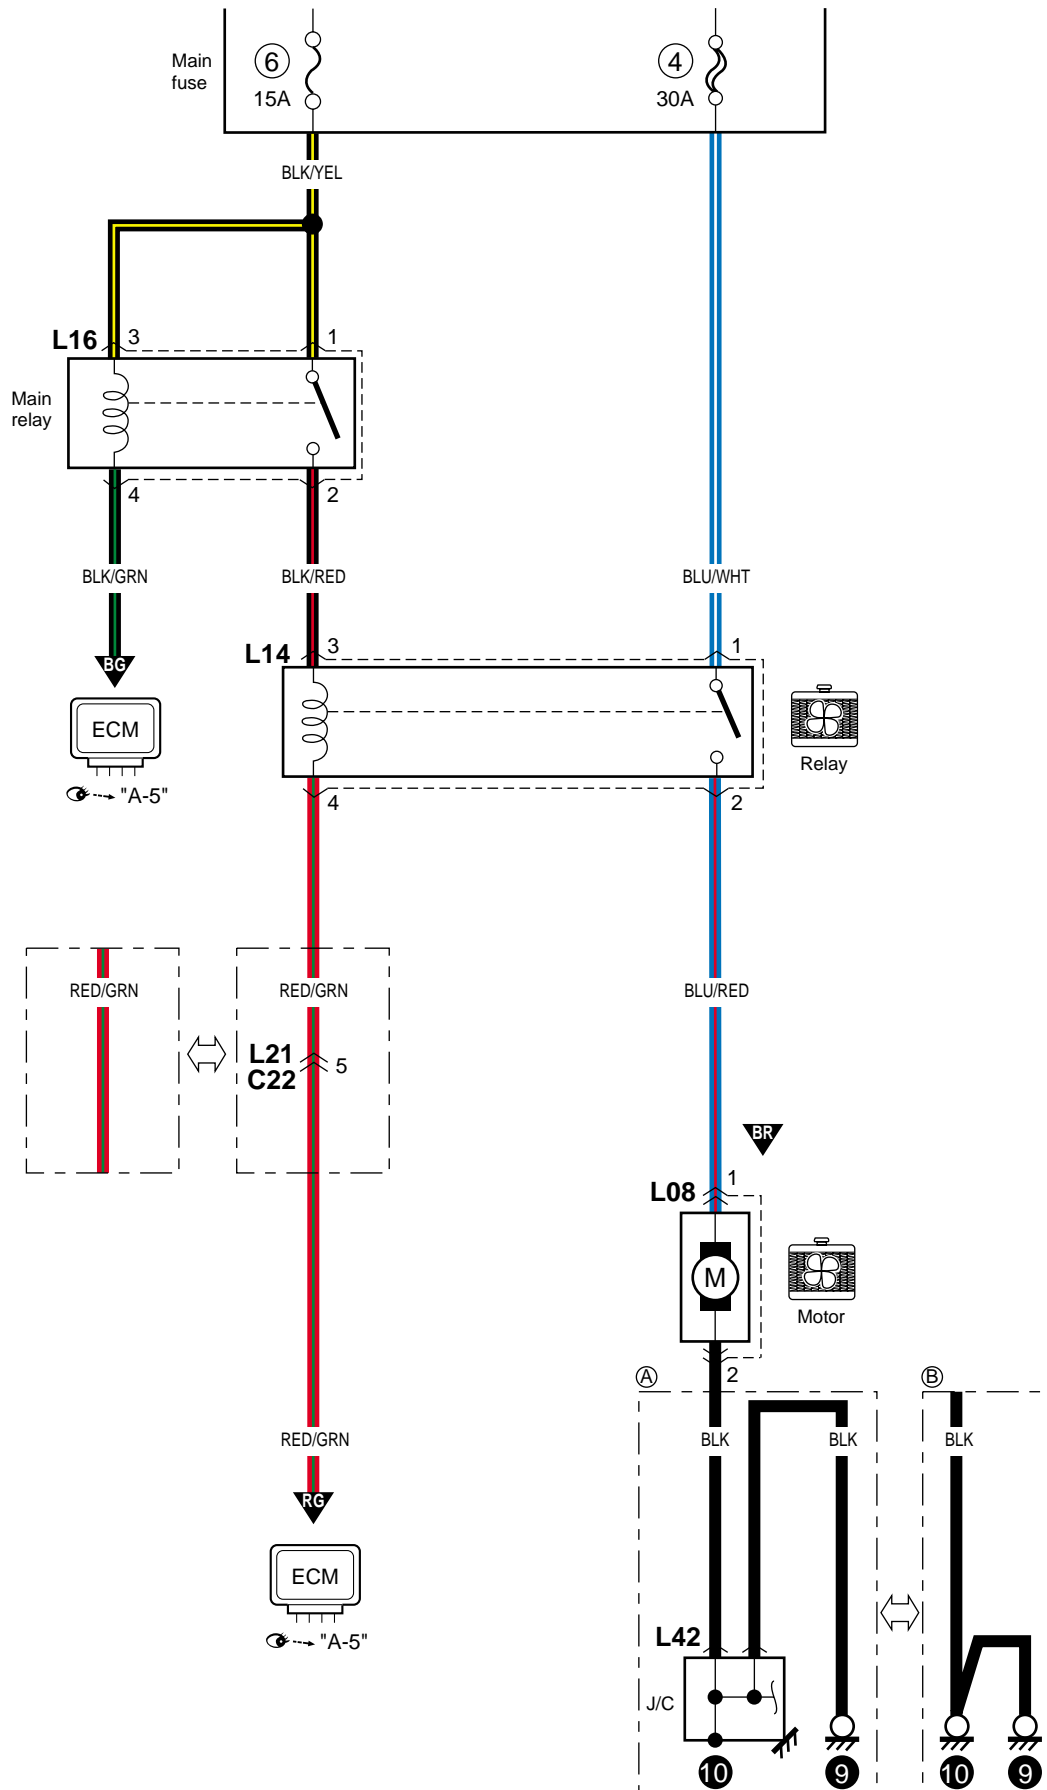 Main
fuse
6
15A
4
30A
BLK/YEL
L16
3
1
Main
relay
4
2
BLK/GRN
BLK/RED
BLU/WHT
BG
L14
3
1
ECM
"A-5"
Relay
4
2
RED/GRN
RED/GRN
BLU/RED
L21
C22
5
BR
L08
1
M
Motor
2
A
B
RED/GRN
BLK
BLK
BLK
RG
ECM
"A-5"
L42
J/C
10
9
10
9